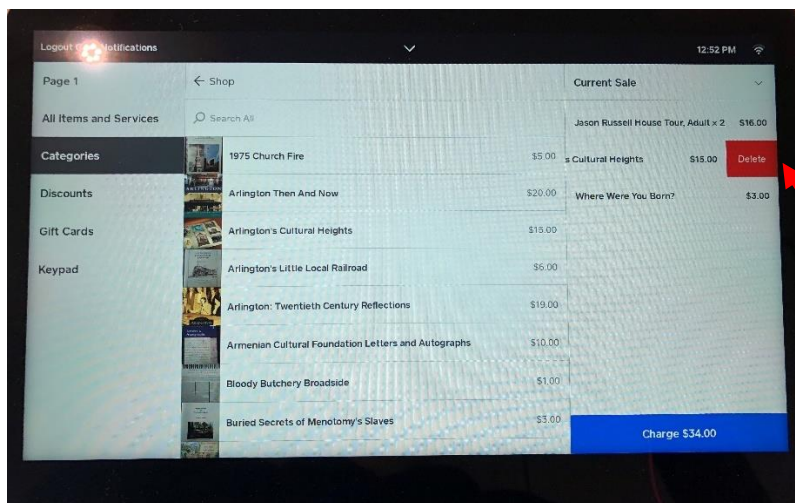 Logout Notifications
12:52 PM
Page 1
All Items and Services
Categories
Discounts
Gift Cards
Keypad
← Shop
Search All
1975 Church Fire $5.00
Arlington Then And Now $20.00
Arlington's Cultural Heights $15.00
Arlington's Little Local Railroad
Arlington: Twentieth Century Reflections $19.00
Armenian Cultural Foundation Letters and Autographs $10.00
Bloody Butchery Broadside $1.00
Buried Secrets of Menotomy's Slaves $3.00
Current Sale
Jason Russell House Tour, Adult × 2 $16.00
s Cultural Heights $15.00 Delete
Where Were You Born? $3.00
Charge $34.00